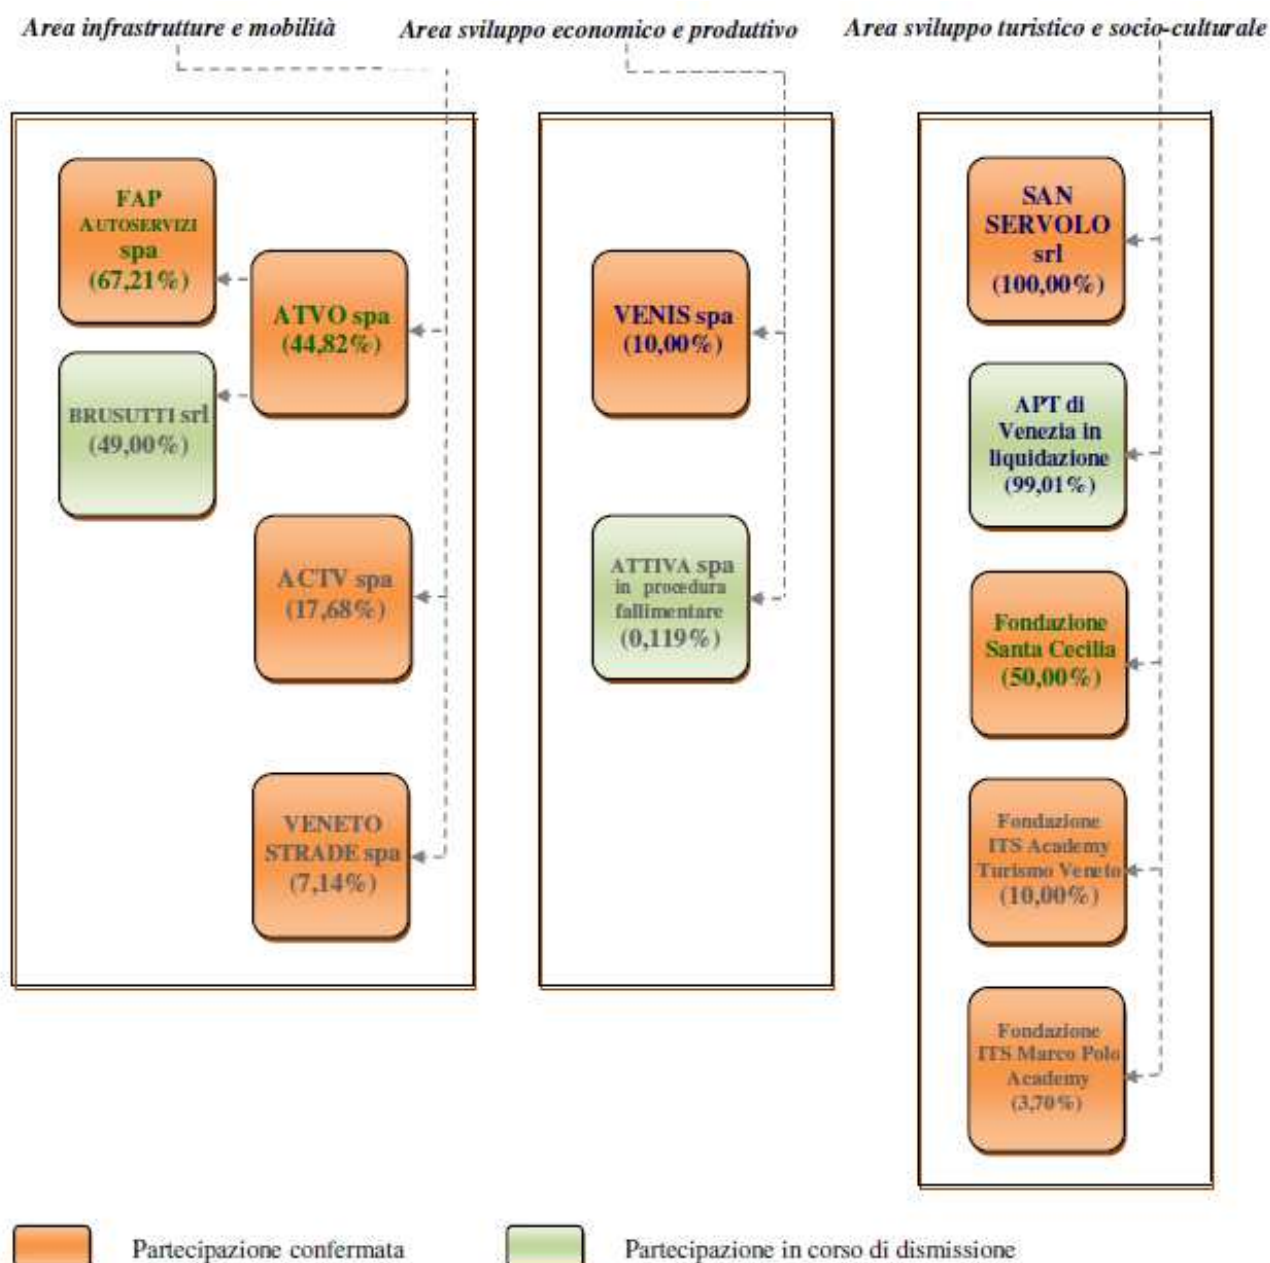 Area infrastrutture e mobilità
Area sviluppo economico e produttivo
Area sviluppo turistico e socio-culturale
FAP
AUTOSERVIZI
spa
(67,21%)
ATVO spa
(44,82%)
BRUSUTTI srl
(49,00%)
ACTV spa
(17,68%)
VENETO
STRADE spa
(7,14%)
VENIS spa
(10,00%)
ATTIVA spa
in procedura
fallimentare
(0,119%)
SAN
SERVOLO
srl
(100,00%)
APT di
Venezia in
liquidazione
(99,01%)
Fondazione
Santa Cecilia
(50,00%)
Fondazione
ITS Academy
Turismo Veneto
(10,00%)
Fondazione
ITS Marco Polo
Academy
(3,70%)
Partecipazione confermata
Partecipazione in corso di dismissione